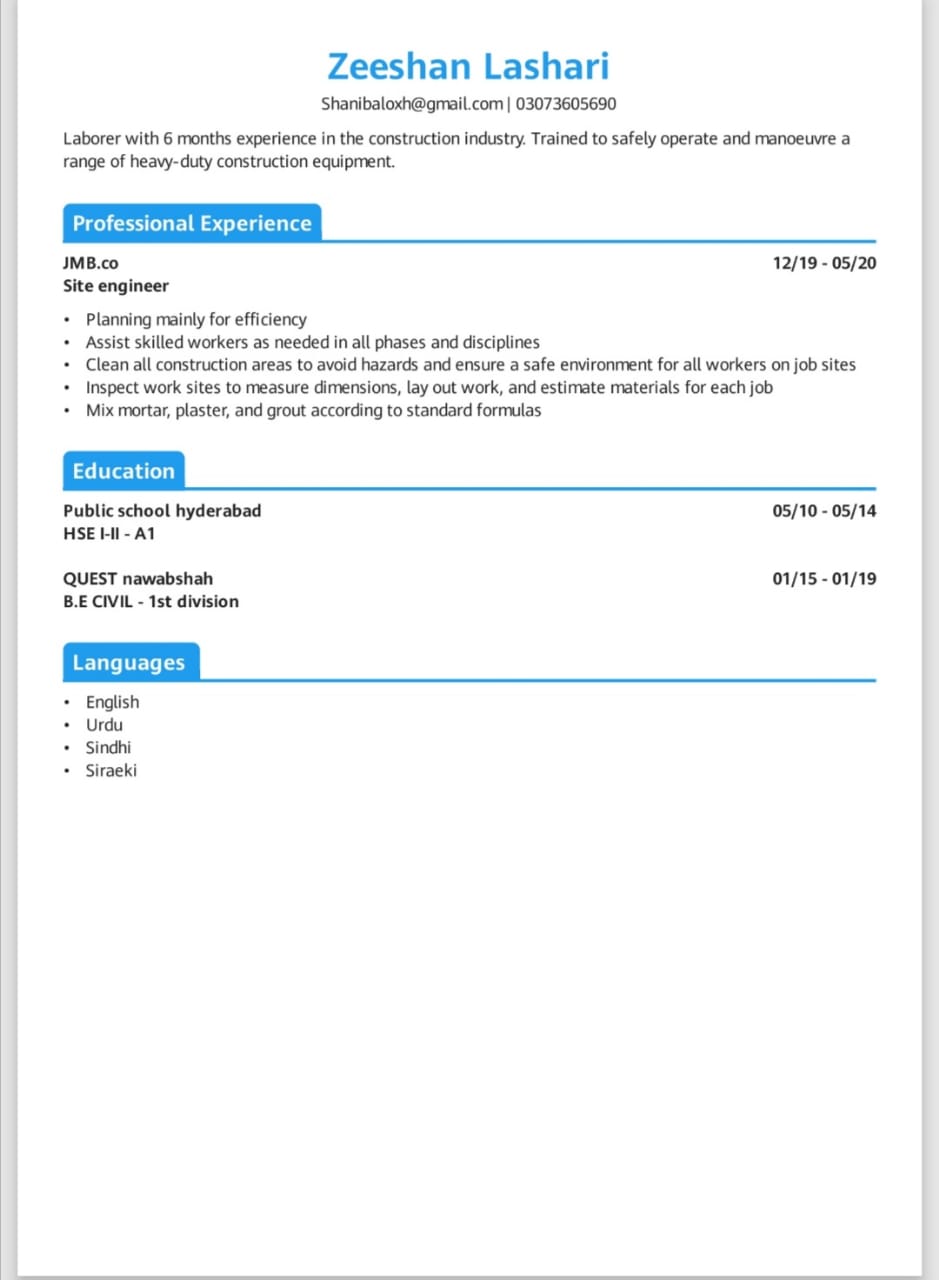 Zeeshan Lashari
Shanibaloxh@gmail.com | 03073605690
Laborer with 6 months experience in the construction industry. Trained to safely operate and manoeuvre a
range of heavy-duty construction equipment.
Professional Experience
JMB.co 12/19 - 05/20
Site engineer
• Planning mainly for efficiency
• Assist skilled workers as needed in all phases and disciplines
• Clean all construction areas to avoid hazards and ensure a safe environment for all workers on job sites
• Inspect work sites to measure dimensions, lay out work, and estimate materials for each job
• Mix mortar, plaster, and grout according to standard formulas
Education
Public school hyderabad 05/10 - 05/14
HSE I-II - A1
QUEST nawabshah 01/15 - 01/19
B.E CIVIL - 1st division
Languages
• English
• Urdu
• Sindhi
• Siraeki